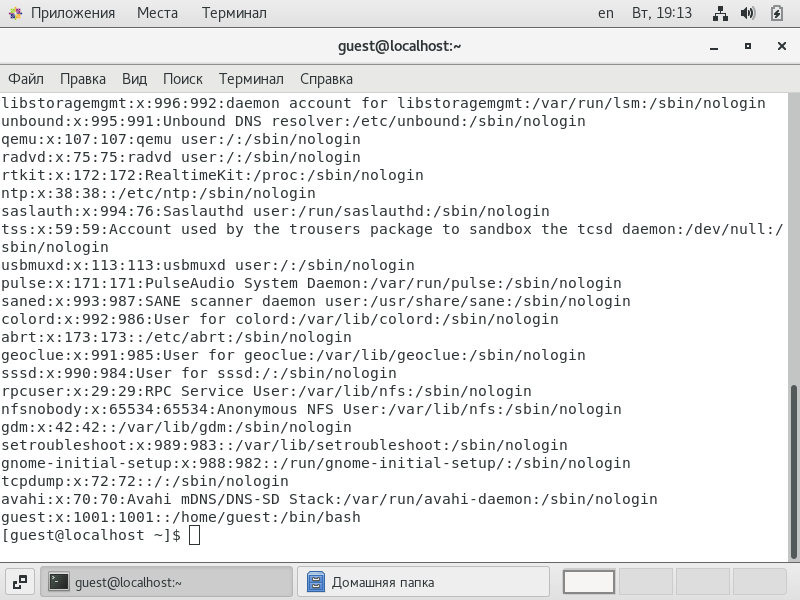 Приложения Места Терминал en Вт, 19:13
guest@localhost:~
Файл Правка Вид Поиск Терминал Справка
libstoragemgmt:x:996:992:daemon account for libstoragemgmt:/var/run/lsm:/sbin/nologin
unbound:x:995:991:Unbound DNS resolver:/etc/unbound:/sbin/nologin
qemu:x:107:107:qemu user:/:/sbin/nologin
radvd:x:75:75:radvd user:/:/sbin/nologin
rtkit:x:172:172:RealtimeKit:/proc:/sbin/nologin
ntp:x:38:38::/etc/ntp:/sbin/nologin
saslauth:x:994:76:Saslauthd user:/run/saslauthd:/sbin/nologin
tss:x:59:59:Account used by the trousers package to sandbox the tcsd daemon:/dev/null:/
sbin/nologin
usbmuxd:x:113:113:usbmuxd user:/:/sbin/nologin
pulse:x:171:171:PulseAudio System Daemon:/var/run/pulse:/sbin/nologin
saned:x:993:987:SANE scanner daemon user:/usr/share/sane:/sbin/nologin
colord:x:992:986:User for colord:/var/lib/colord:/sbin/nologin
abrt:x:173:173::/etc/abrt:/sbin/nologin
geoclue:x:991:985:User for geoclue:/var/lib/geoclue:/sbin/nologin
sssd:x:990:984:User for sssd:/:/sbin/nologin
rpcuser:x:29:29:RPC Service User:/var/lib/nfs:/sbin/nologin
nfsnobody:x:65534:65534:Anonymous NFS User:/var/lib/nfs:/sbin/nologin
gdm:x:42:42::/var/lib/gdm:/sbin/nologin
setroubleshoot:x:989:983::/var/lib/setroubleshoot:/sbin/nologin
gnome-initial-setup:x:988:982::/run/gnome-initial-setup/:/sbin/nologin
tcpdump:x:72:72::/:/sbin/nologin
avahi:x:70:70:Avahi mDNS/DNS-SD Stack:/var/run/avahi-daemon:/sbin/nologin
guest:x:1001:1001::/home/guest:/bin/bash
[guest@localhost ~]$
guest@localhost:~ Домашняя папка